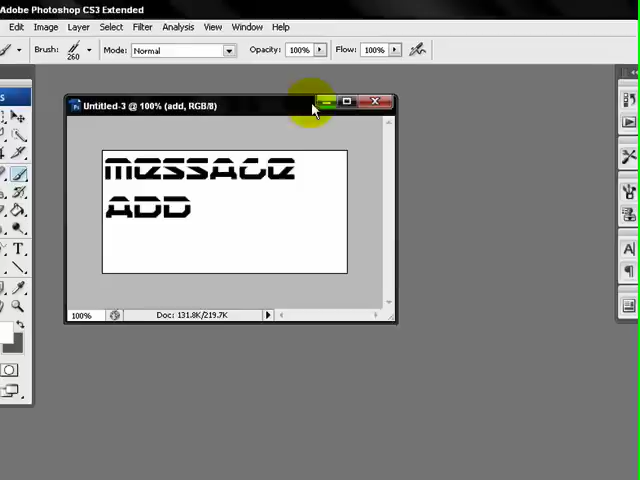 Adobe Photoshop CS3 Extended
Edit Image Layer Select Filter Analysis View Window Help
Brush: 260 Mode: Normal Opacity: 100% Flow: 100%
Untitled-3 @ 100% (add, RGB/8)
MESSAGE
ADD
100% Doc: 131.8K/219.7K